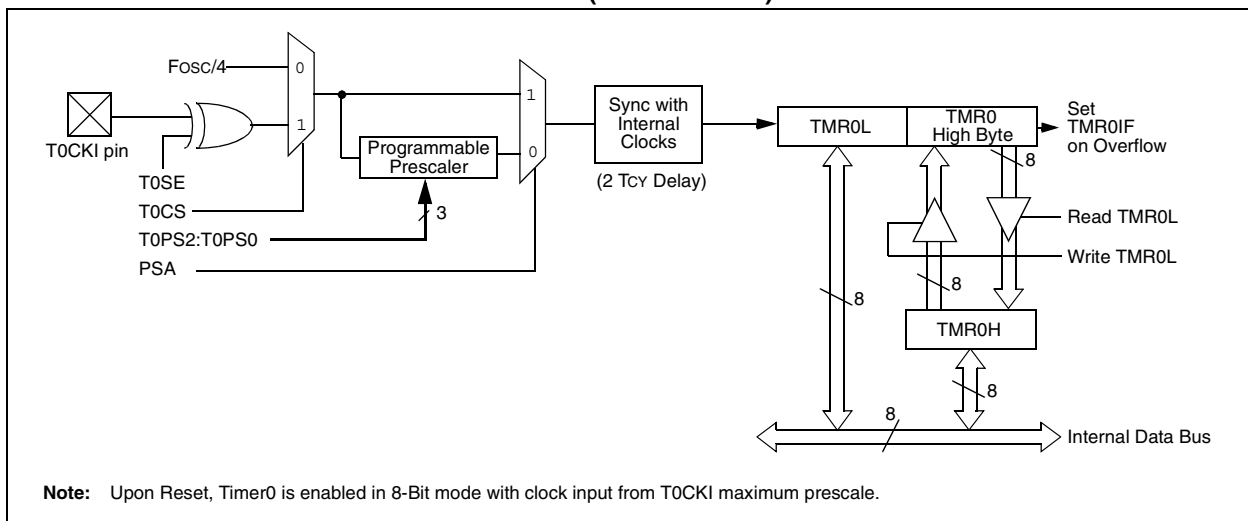 FOSC/4
0
1
T0CKI pin
T0SE
T0CS
T0PS2:T0PS0
PSA
Programmable
Prescaler
3
1
0
Sync with
Internal
Clocks
(2 TCY Delay)
TMR0L
TMR0
High Byte
Set
TMR0IF
on Overflow
8
Read TMR0L
Write TMR0L
8
8
TMR0H
8
8
Internal Data Bus
Note: Upon Reset, Timer0 is enabled in 8-Bit mode with clock input from T0CKI maximum prescale.